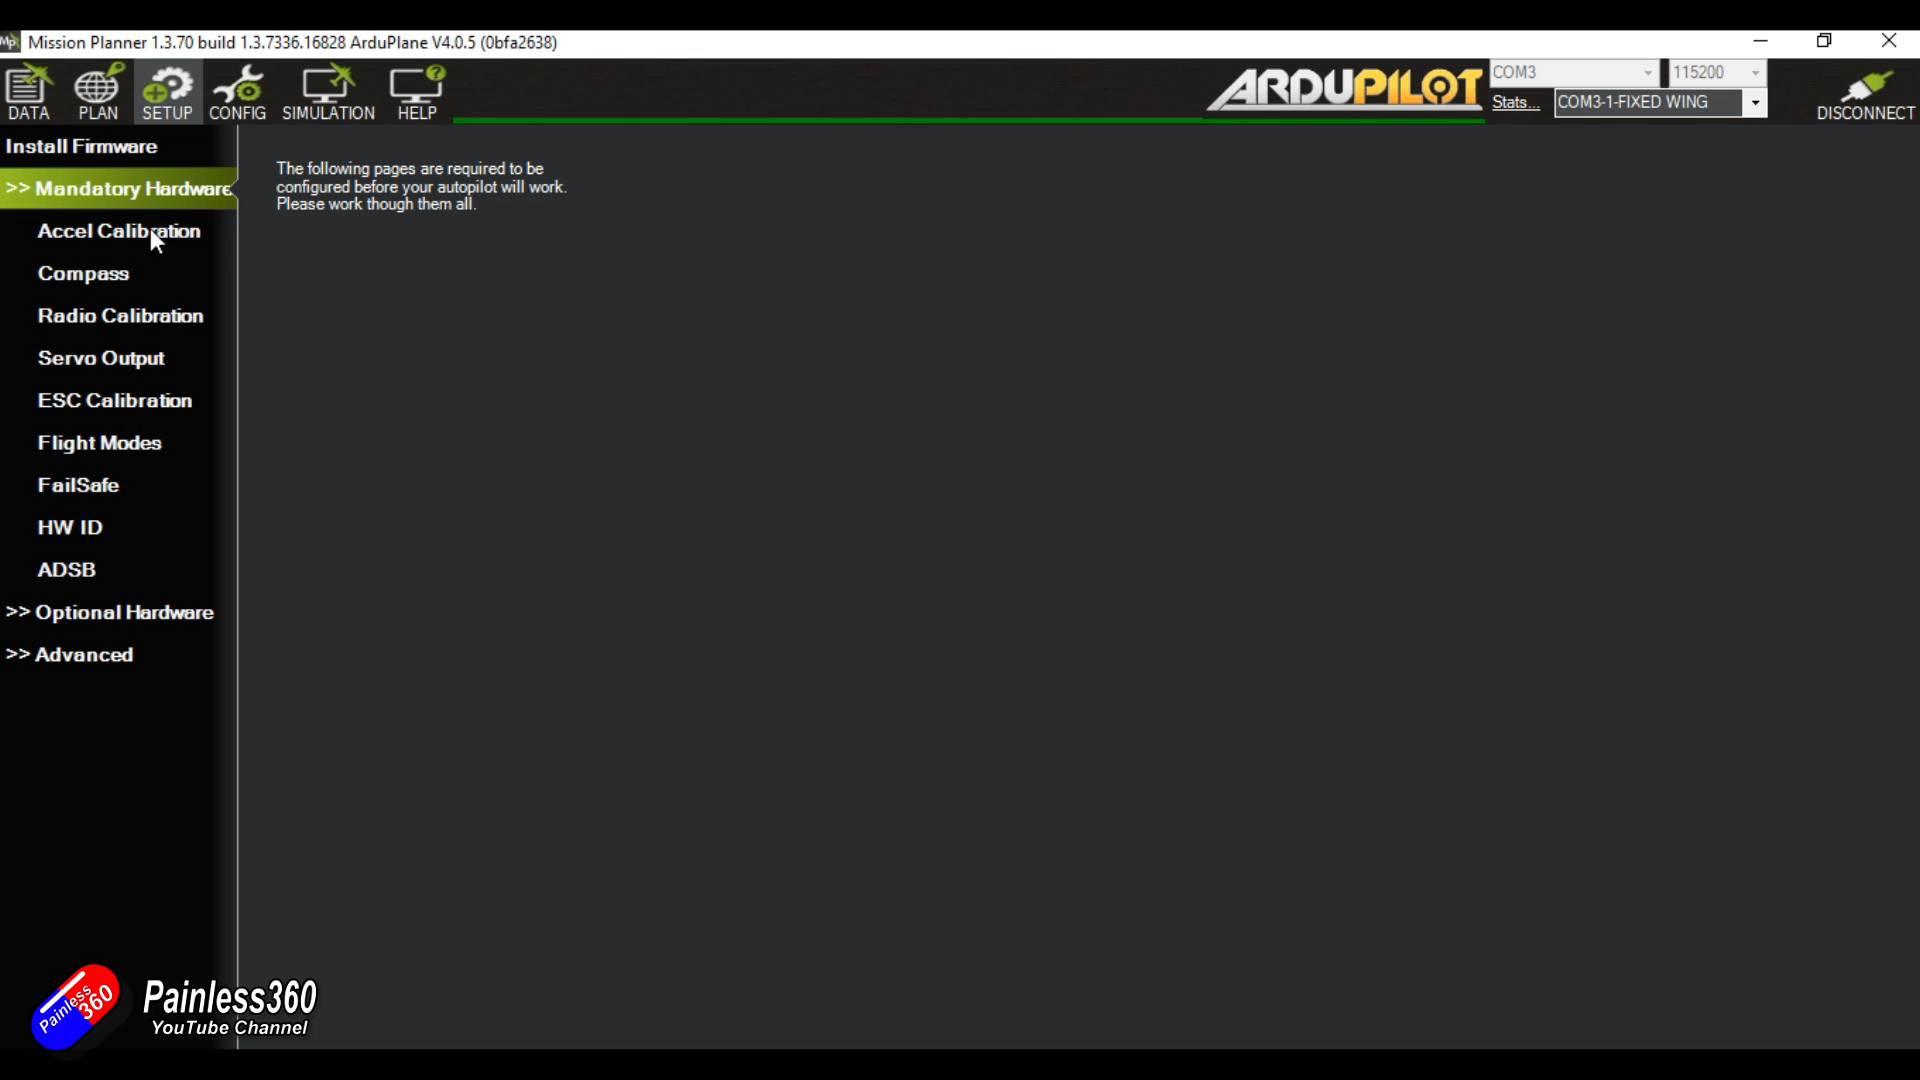 Mp Mission Planner 1.3.70 build 1.3.7336.16828 ArduPlane V4.0.5 (0bfa2638)
DATA PLAN SETUP CONFIG SIMULATION HELP
ARDUPILOT
COM3 115200
Stats... COM3-1-FIXED WING
DISCONNECT
Install Firmware
>> Mandatory Hardware
Accel Calibration
Compass
Radio Calibration
Servo Output
ESC Calibration
Flight Modes
FailSafe
HW ID
ADSB
>> Optional Hardware
>> Advanced
The following pages are required to be
configured before your autopilot will work.
Please work though them all.
Painless
360
Painless360
YouTube Channel